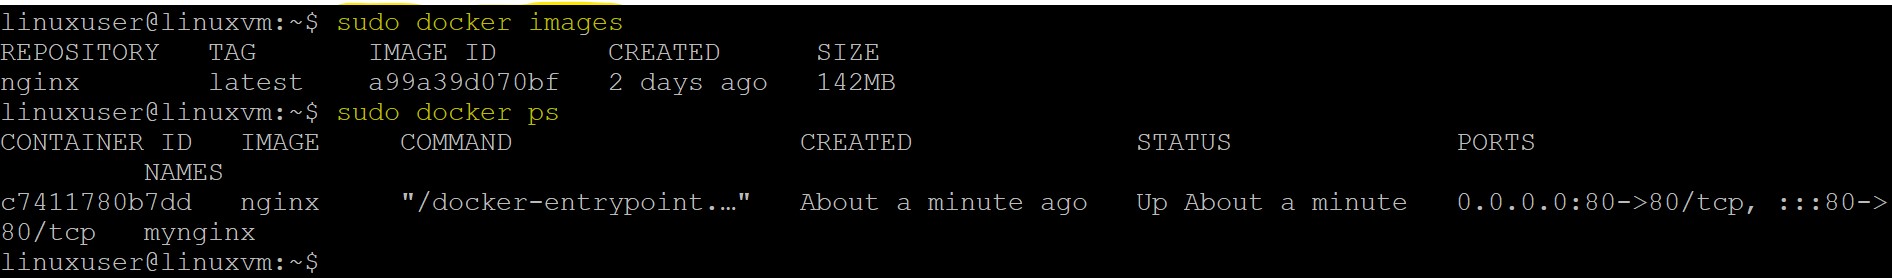 linuxuser@linuxvm:~$ sudo docker images
REPOSITORY   TAG       IMAGE ID       CREATED      SIZE
nginx        latest    a99a39d070bf   2 days ago   142MB
linuxuser@linuxvm:~$ sudo docker ps
CONTAINER ID   IMAGE     COMMAND                  CREATED              STATUS              PORTS
         NAMES
c7411780b7dd   nginx     "/docker-entrypoint.…"   About a minute ago   Up About a minute   0.0.0.0:80->80/tcp, :::80->
80/tcp   mynginx
linuxuser@linuxvm:~$